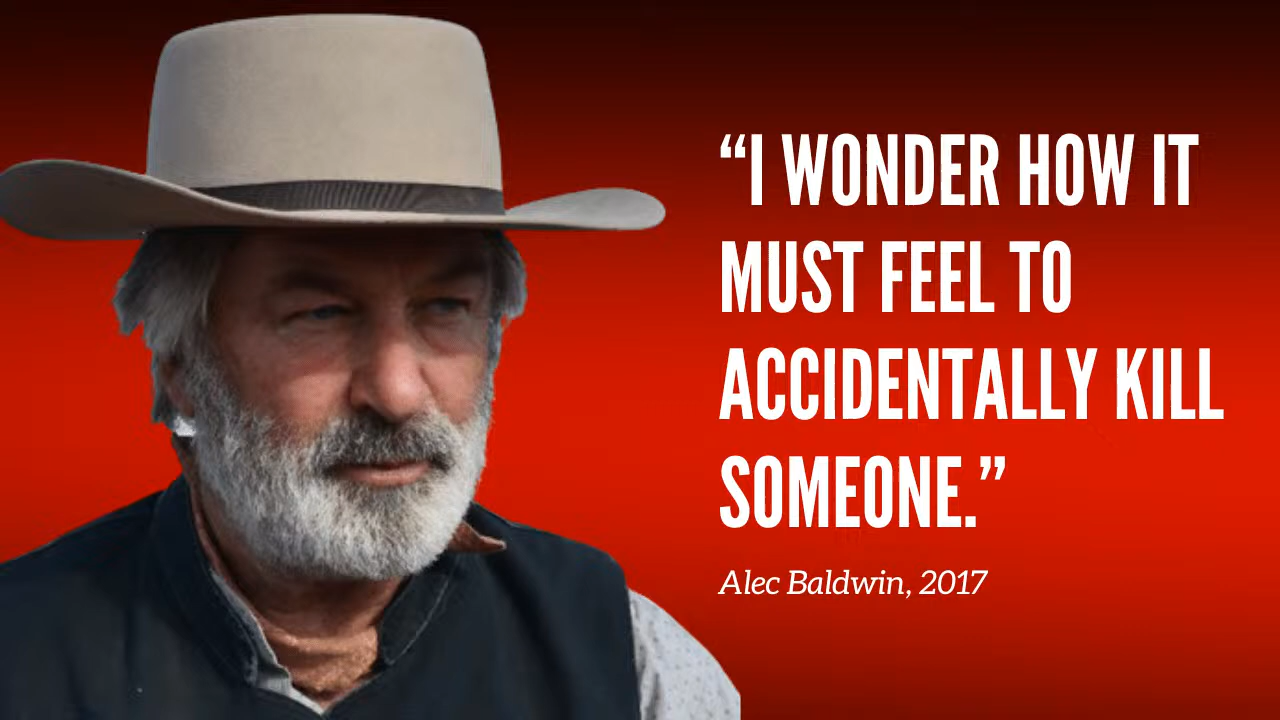 “I WONDER HOW IT
MUST FEEL TO
ACCIDENTALLY KILL
SOMEONE.”
Alec Baldwin, 2017